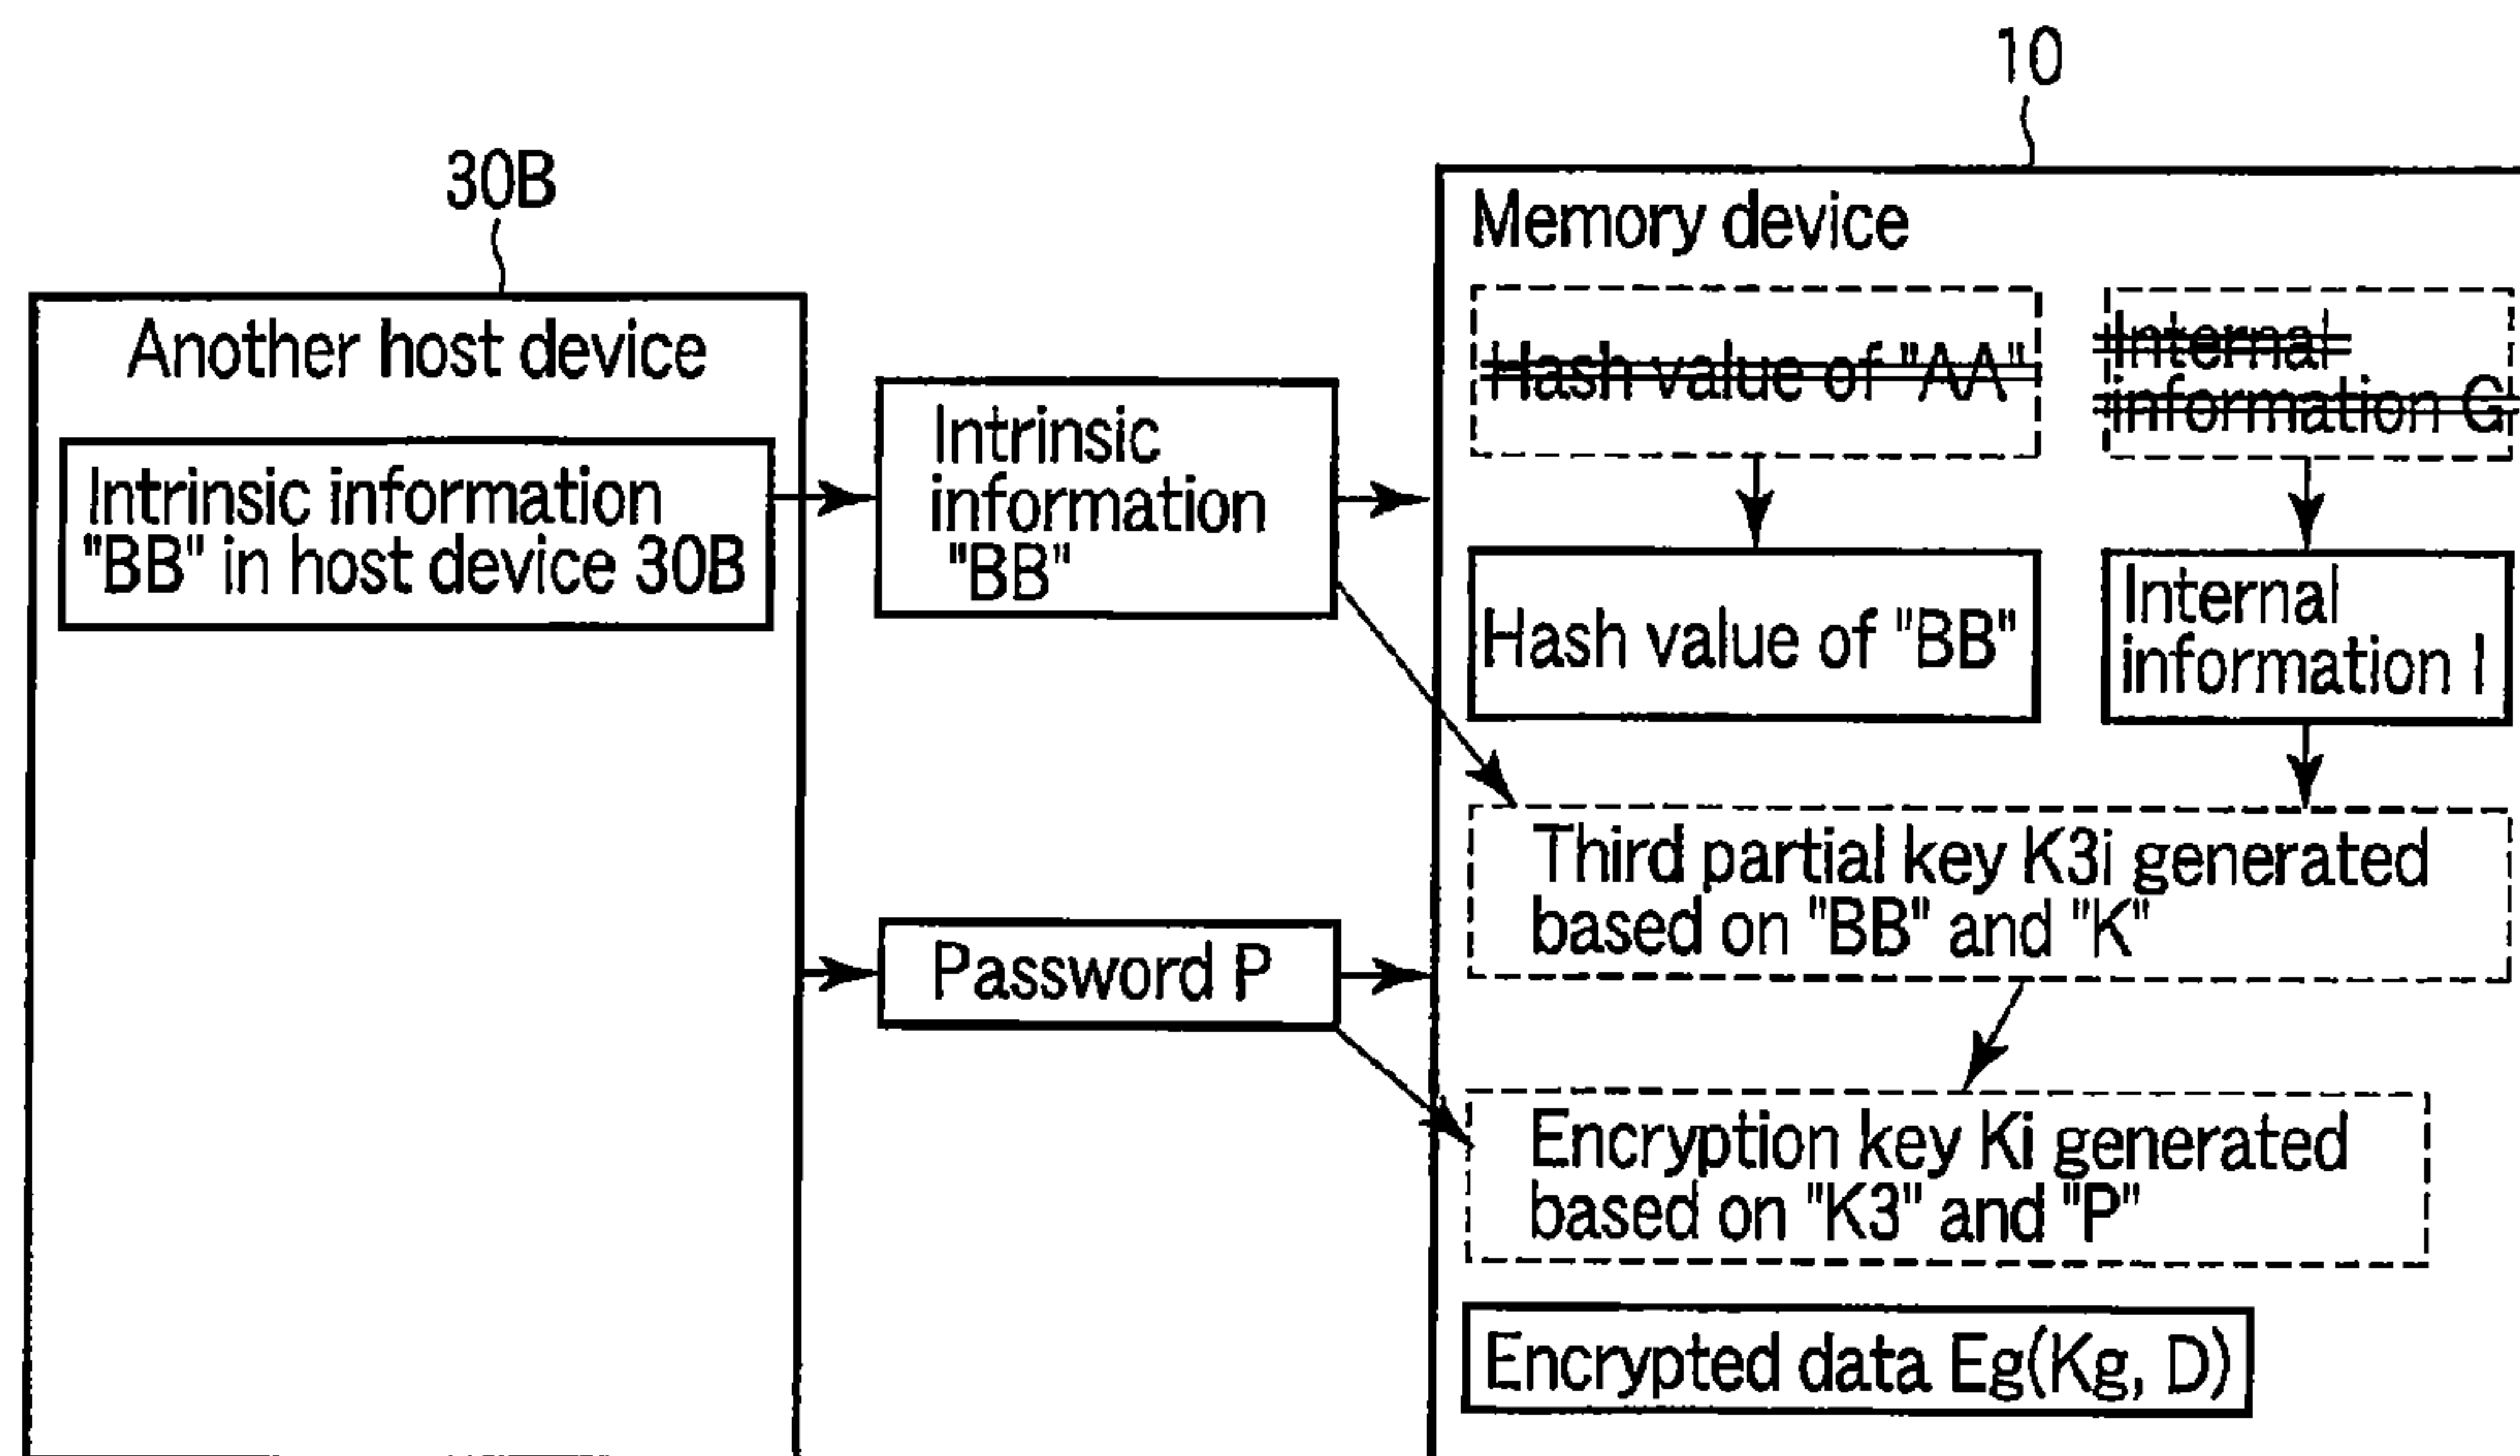 10
30B
Memory device
Another host device
Hash value of "AA"
Internal
information G
Intrinsic information
"BB" in host device 30B
Intrinsic
information
"BB"
Hash value of "BB"
Internal
information I
Third partial key K3i generated
based on "BB" and "K"
Password P
Encryption key Ki generated
based on "K3" and "P"
Encrypted data Eg(Kg, D)